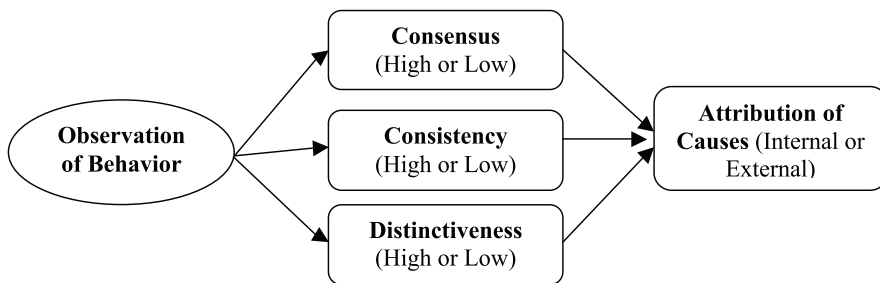 Observation
of Behavior
Consensus
(High or Low)
Consistency
(High or Low)
Distinctiveness
(High or Low)
Attribution of
Causes (Internal or
External)